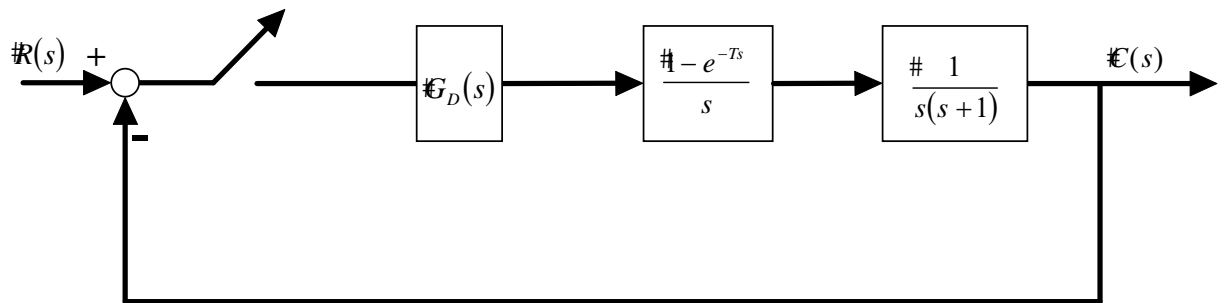 #R(s) +
-
#G_D(s)
#1 - e^{-Ts}
s
# 1
s(s+1)
#C(s)